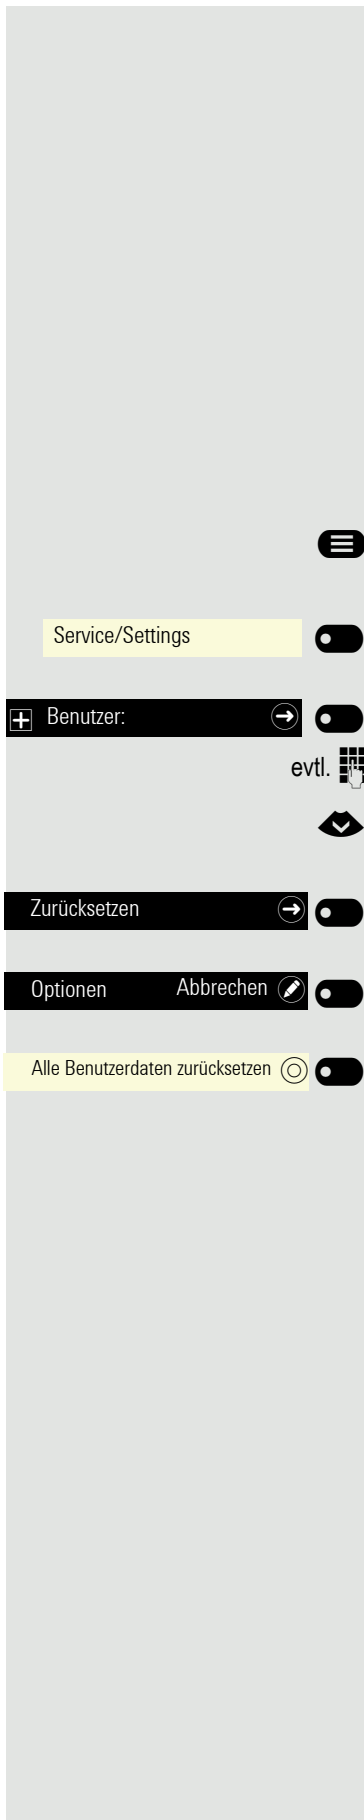 Service/Settings
Benutzer:
evtl.
Zurücksetzen
Optionen Abbrechen
Alle Benutzerdaten zurücksetzen